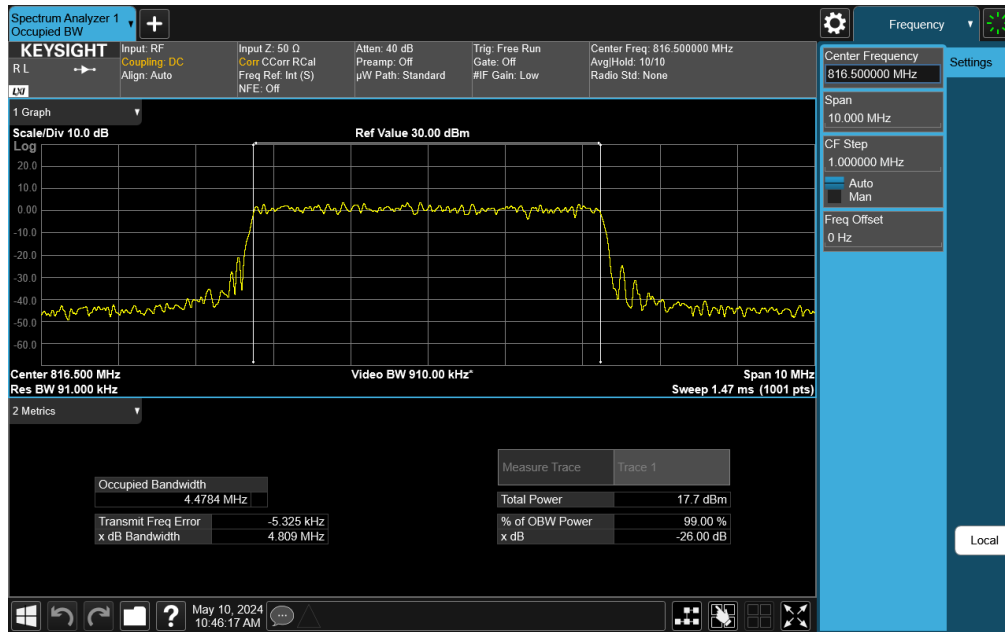 Spectrum Analyzer 1
Occupied BW
Frequency
KEYSIGHT
R L
LXI
Input: RF
Coupling: DC
Align: Auto
Input Z: 50 Ω
Corr CCorr RCal
Freq Ref: Int (S)
NFE: Off
Atten: 40 dB
Preamp: Off
µW Path: Standard
Trig: Free Run
Gate: Off
#IF Gain: Low
Center Freq: 816.500000 MHz
Avg|Hold: 10/10
Radio Std: None
Center Frequency
816.500000 MHz
Settings
Span
10.000 MHz
CF Step
1.000000 MHz
Auto
Man
Freq Offset
0 Hz
Local
1 Graph
Scale/Div 10.0 dB
Ref Value 30.00 dBm
Log
20.0
10.0
0.00
-10.0
-20.0
-30.0
-40.0
-50.0
-60.0
Center 816.500 MHz
Video BW 910.00 kHz*
Span 10 MHz
Res BW 91.000 kHz
Sweep 1.47 ms (1001 pts)
2 Metrics
Measure Trace
Trace 1
Occupied Bandwidth
4.4784 MHz
Total Power
17.7 dBm
Transmit Freq Error
-5.325 kHz
% of OBW Power
99.00 %
x dB Bandwidth
4.809 MHz
x dB
-26.00 dB
?
May 10, 2024
10:46:17 AM